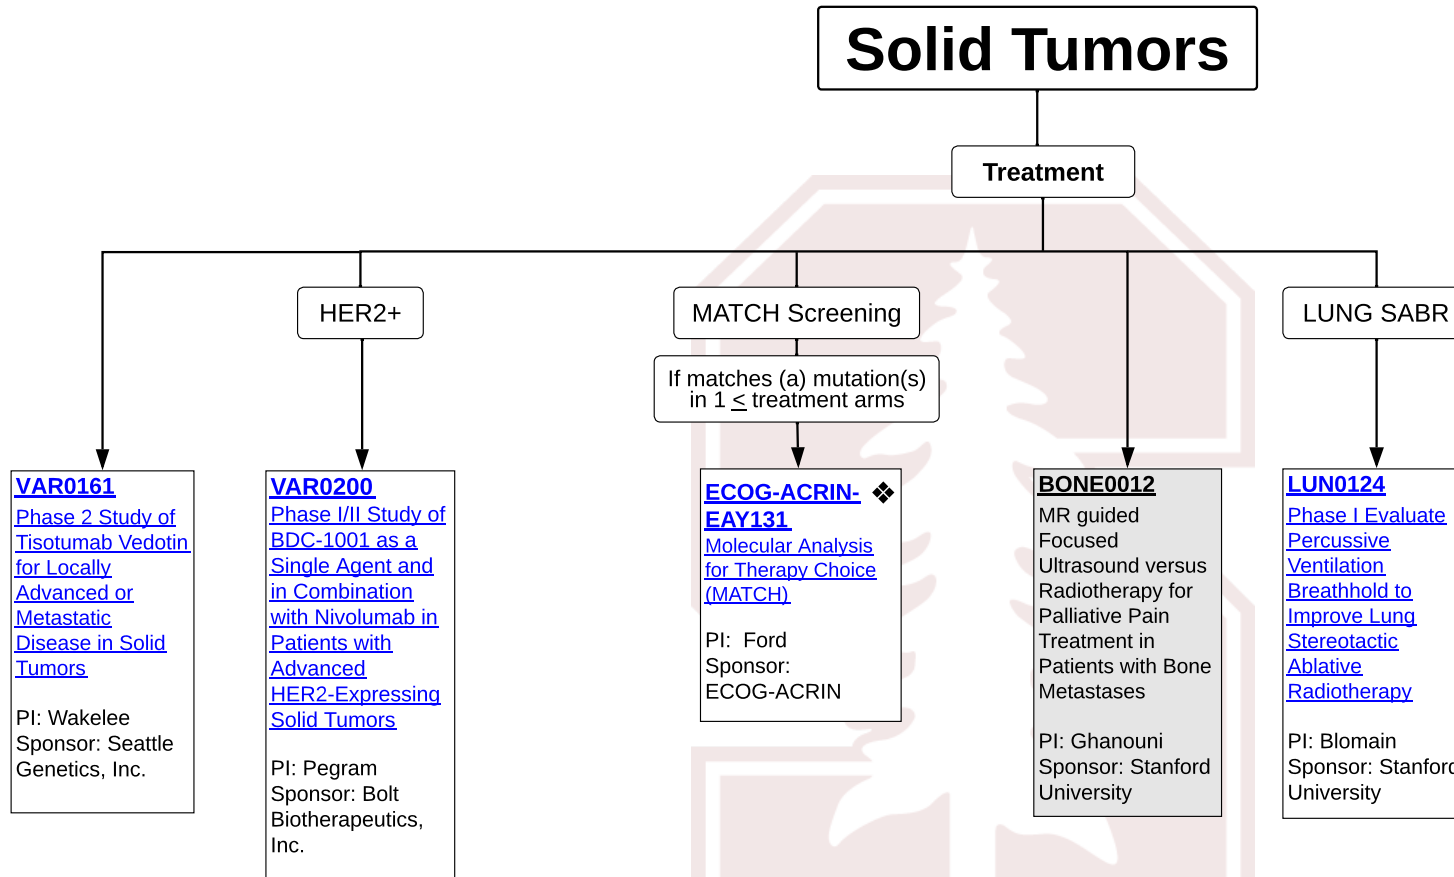 Solid Tumors
Treatment
HER2+
MATCH Screening
LUNG SABR
If matches (a) mutation(s)
in 1 < treatment arms
VAR0161
Phase 2 Study of
Tisotumab Vedotin
for Locally
Advanced or
Metastatic
Disease in Solid
Tumors
PI: Wakelee
Sponsor: Seattle
Genetics, Inc.
VAR0200
Phase I/II Study of
BDC-1001 as a
Single Agent and
in Combination
with Nivolumab in
Patients with
Advanced
HER2-Expressing
Solid Tumors
PI: Pegram
Sponsor: Bolt
Biotherapeutics,
Inc.
ECOG-ACRIN- ❖
EAY131
Molecular Analysis
for Therapy Choice
(MATCH)
PI: Ford
Sponsor:
ECOG-ACRIN
BONE0012
MR guided
Focused
Ultrasound versus
Radiotherapy for
Palliative Pain
Treatment in
Patients with Bone
Metastases
PI: Ghanouni
Sponsor: Stanford
University
LUN0124
Phase I Evaluate
Percussive
Ventilation
Breathhold to
Improve Lung
Stereotactic
Ablative
Radiotherapy
PI: Blomain
Sponsor: Stanford
University